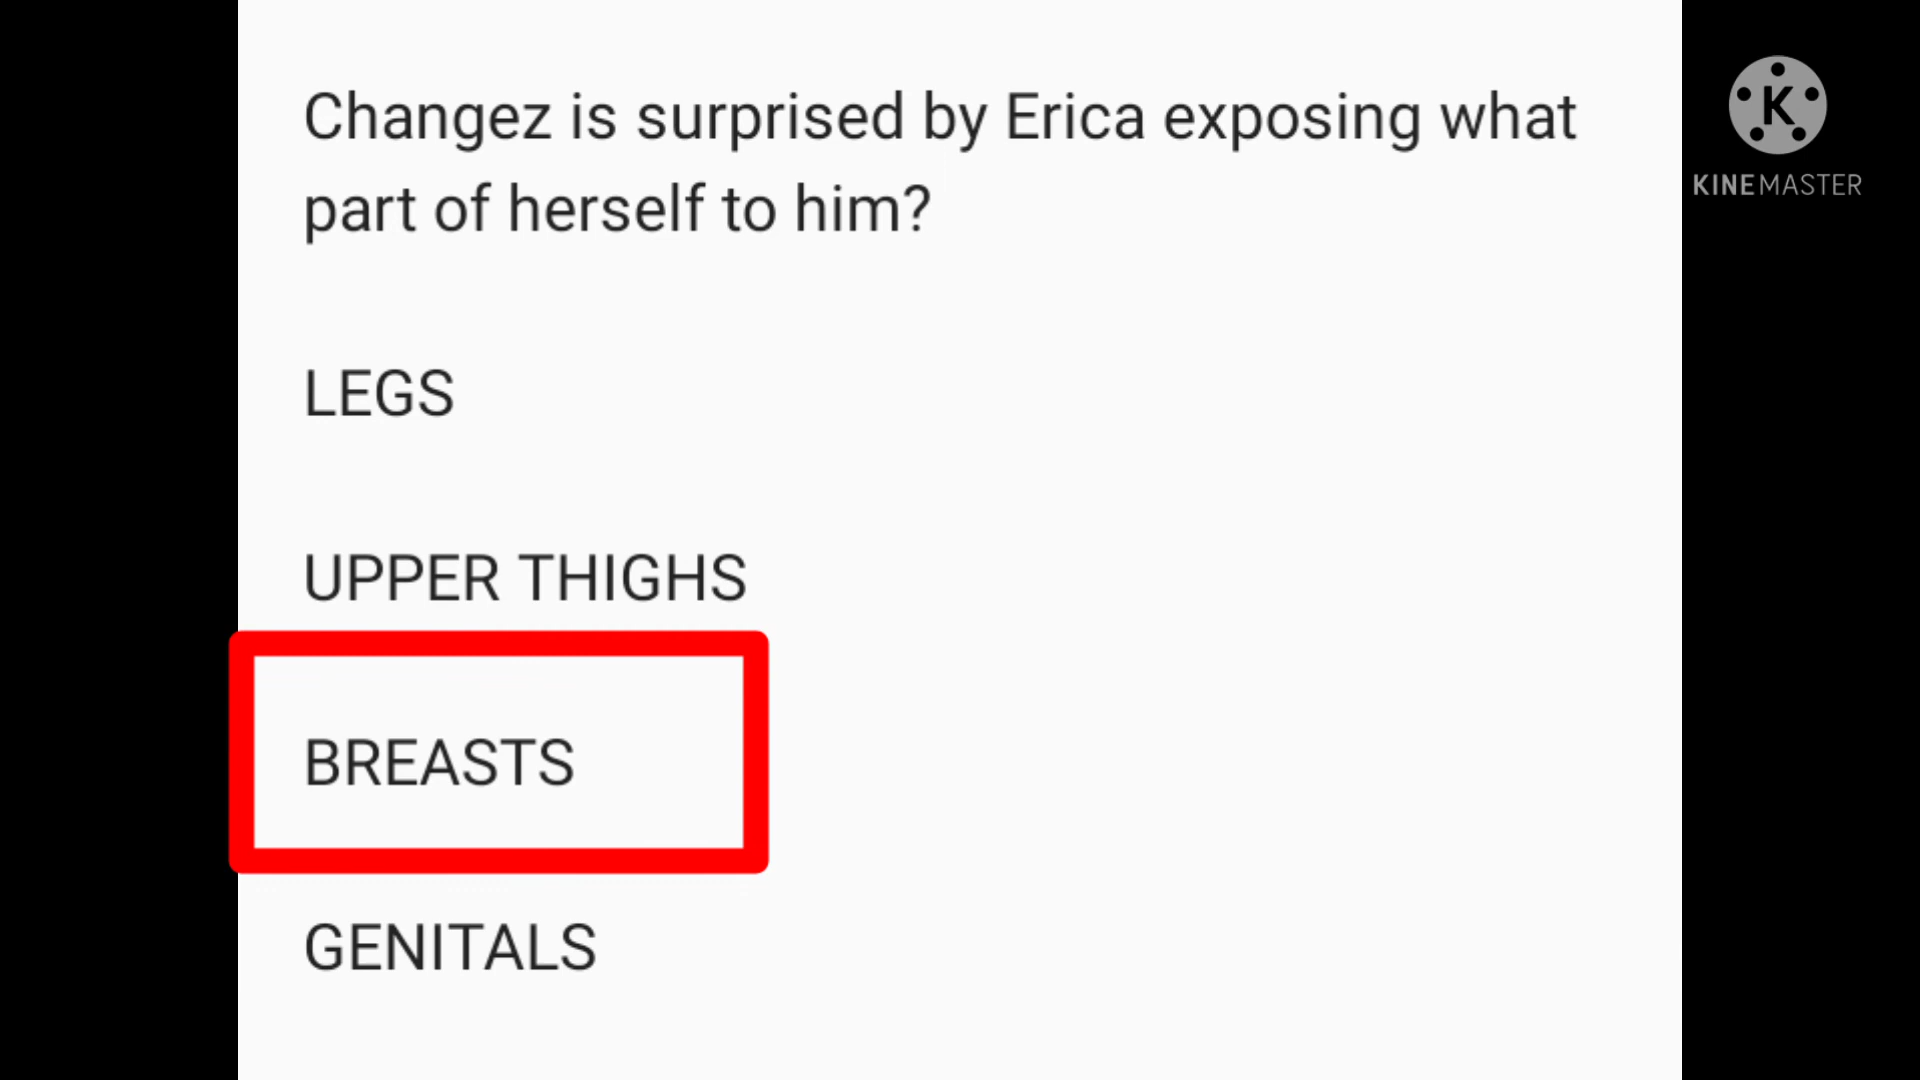 Changez is surprised by Erica exposing what
part of herself to him?
LEGS
UPPER THIGHS
BREASTS
GENITALS
K
KINEMASTER